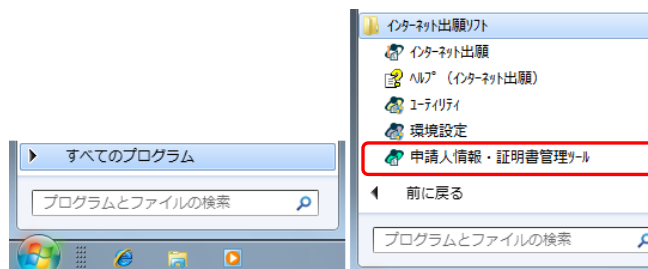 すべてのプログラム
プログラムとファイルの検索
インターネット出願ソフト
インターネット出願
ヘルプ（インターネット出願）
ユーティリティ
環境設定
申請人情報・証明書管理ツール
前に戻る
プログラムとファイルの検索